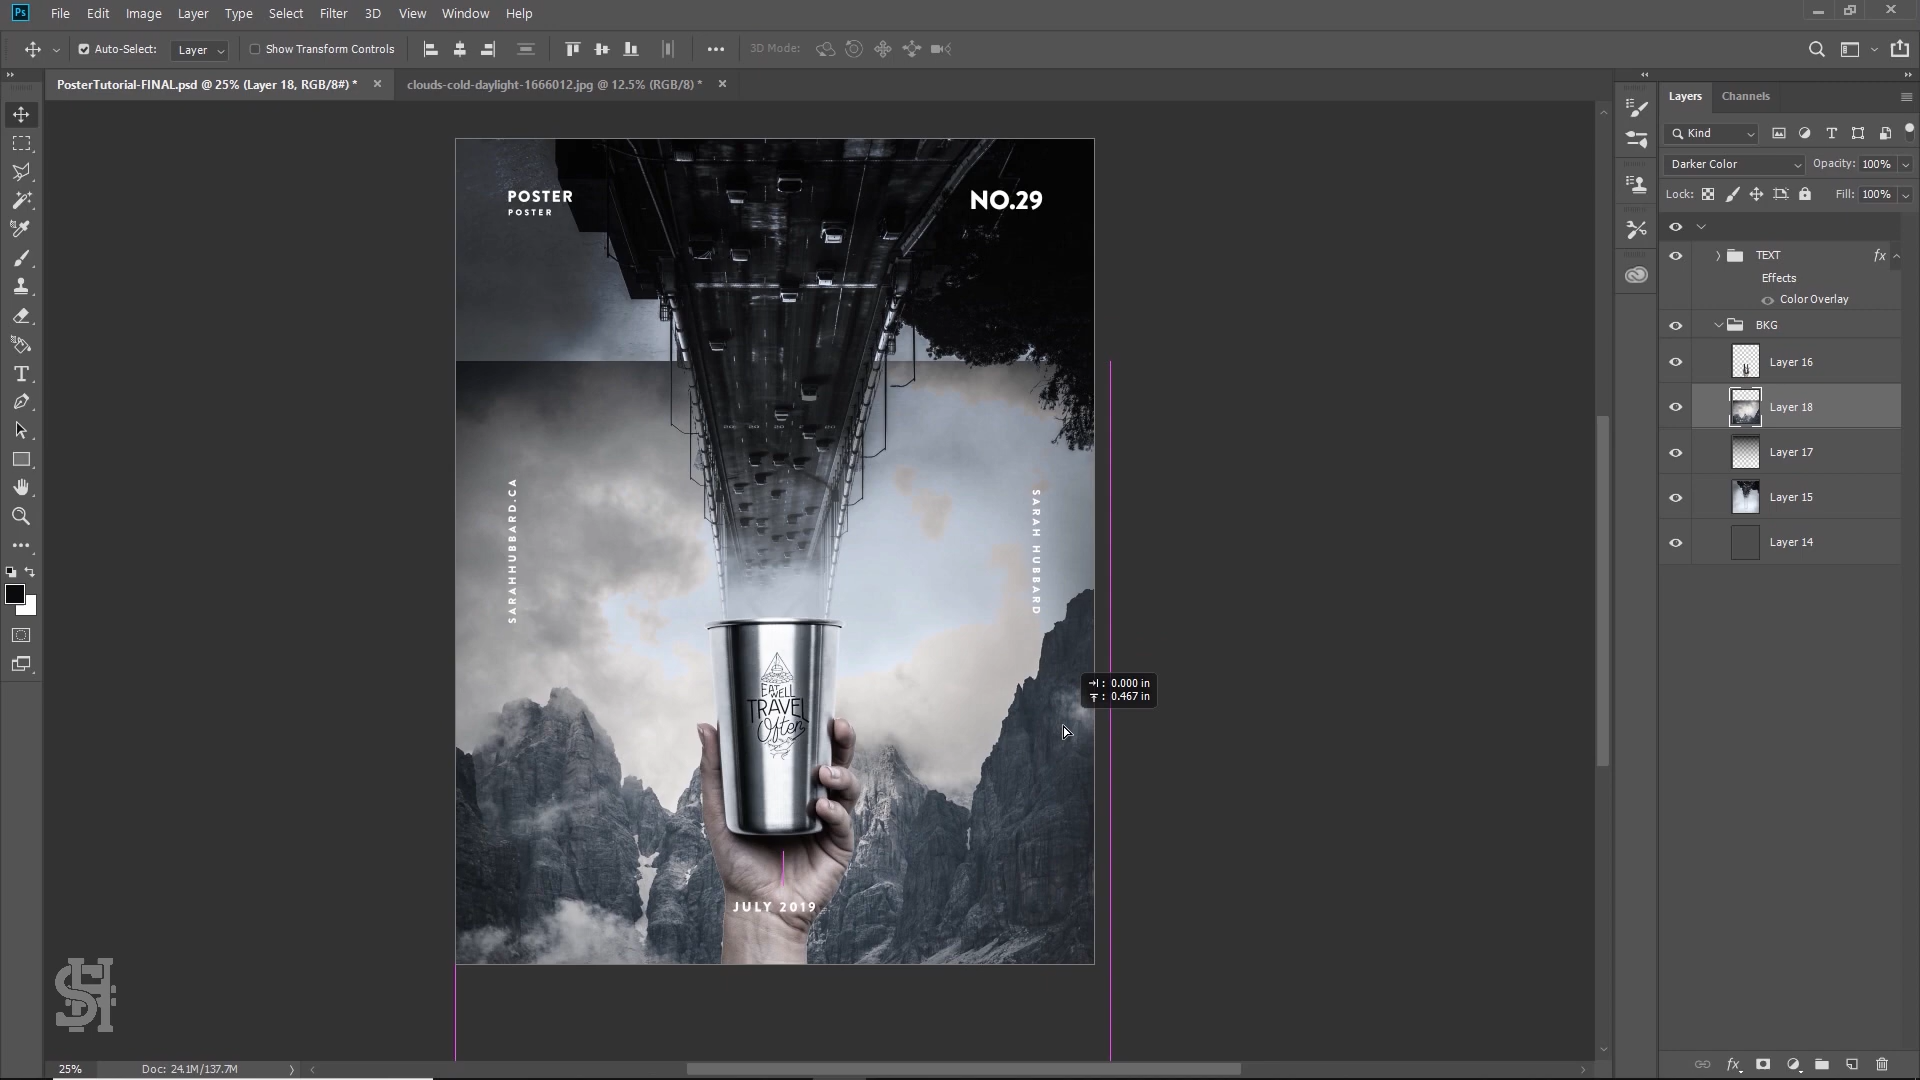 Ps File Edit Image Layer Type Select Filter 3D View Window Help
Auto-Select: Layer Show Transform Controls 3D Mode:
PosterTutorial-FINAL.psd @ 25% (Layer 18, RGB/8#) * clouds-cold-daylight-1666012.jpg @ 12.5% (RGB/8) *
Layers Channels
Kind
Darker Color Opacity: 100%
Lock: Fill: 100%
TEXT fx
Effects
Color Overlay
BKG
Layer 16
Layer 18
Layer 17
Layer 15
Layer 14
POSTER
POSTER
NO.29
SARAHHUBBARD.CA
SARAH HUBBARD
EAT
WELL
TRAVEL
Often
: 0.000 in
: 0.467 in
JULY 2019
SH
25% Doc: 24.1M/137.7M
fx